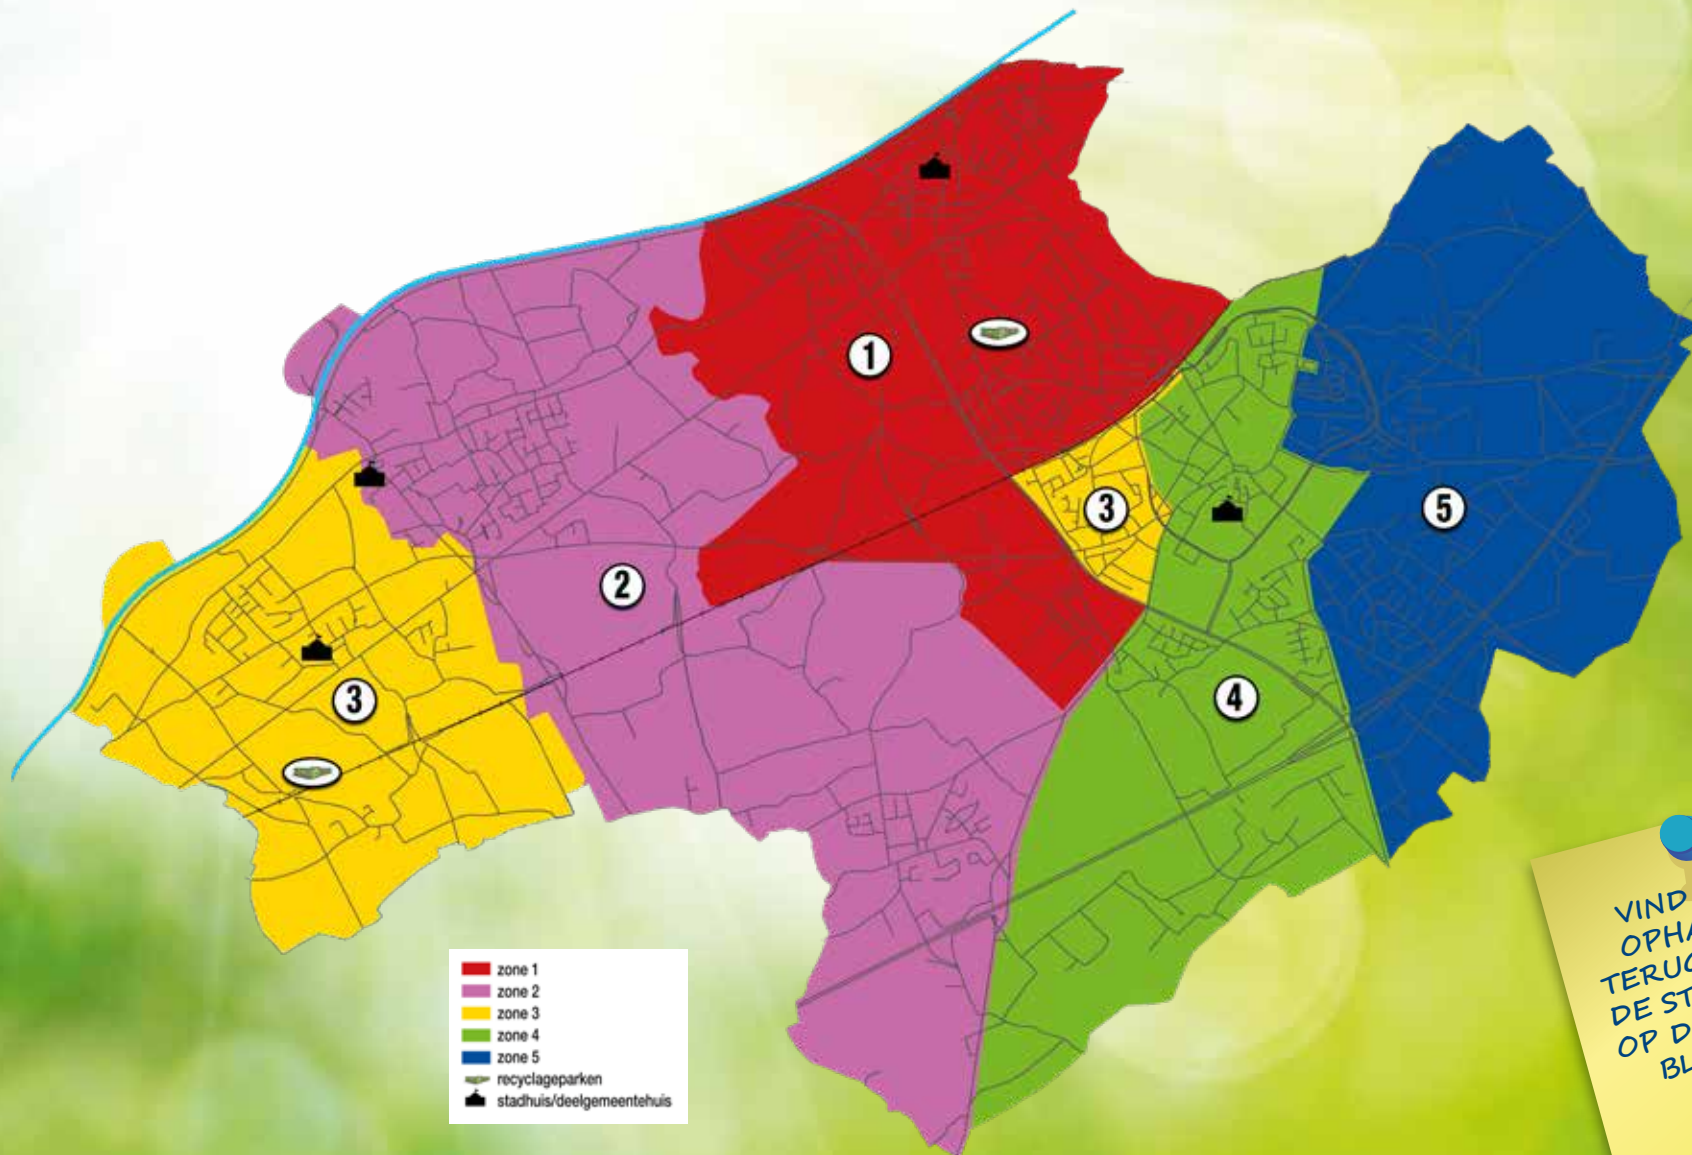 1
1
3
5
2
3
4
zone 1
zone 2
zone 3
zone 4
zone 5
recyclageparken
stadhuis/deelgemeentehuis
VIND
OPHA
TERUG
DE ST
OP D
BL